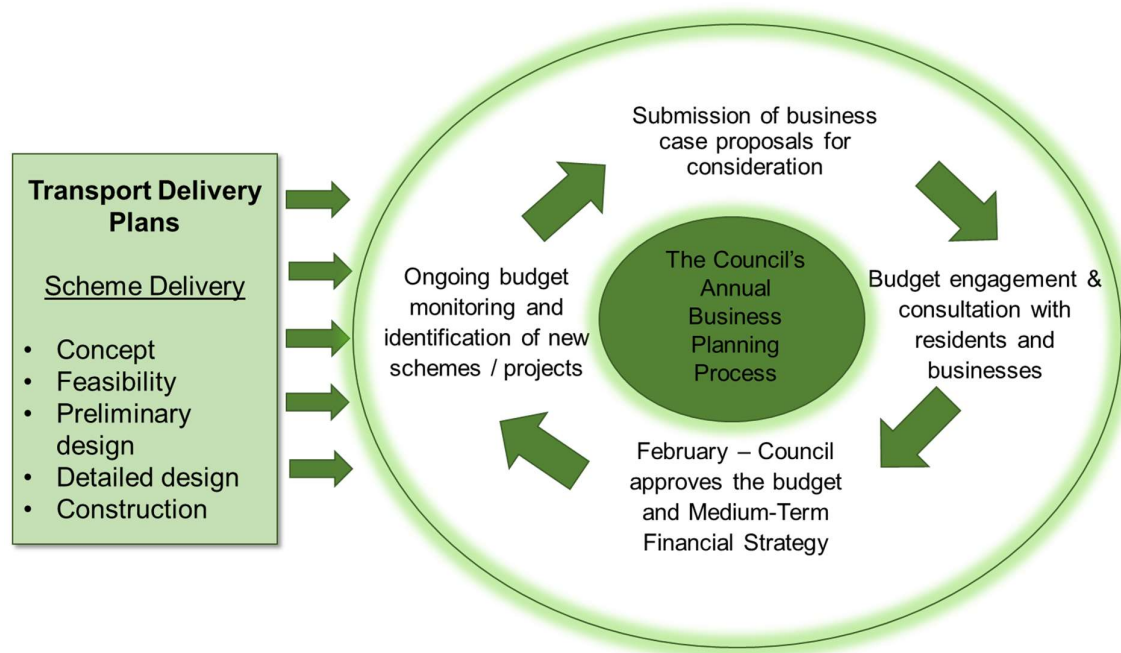 Transport Delivery
Plans
Scheme Delivery
• Concept
• Feasibility
• Preliminary
design
• Detailed design
• Construction
Submission of business
case proposals for
consideration
Budget engagement &
consultation with
residents and
businesses
February – Council
approves the budget
and Medium-Term
Financial Strategy
Ongoing budget
monitoring and
identification of new
schemes / projects
The Council’s
Annual
Business
Planning
Process